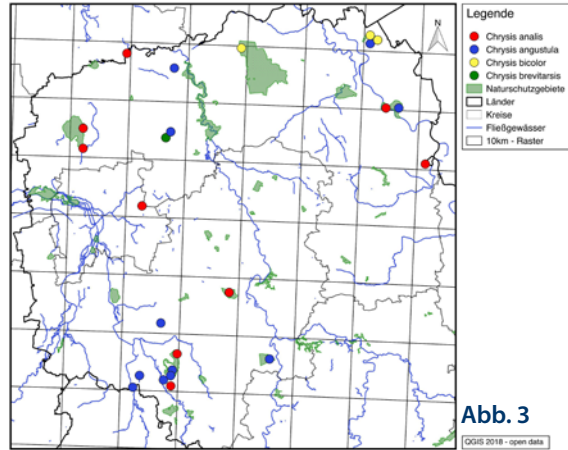 N
Legende
Chrysis analis
Chrysis angustula
Chrysis bicolor
Chrysis brevitarsis
Naturschutzgebiete
Länder
Kreise
Fließgewässer
10km - Raster
Abb. 3
QGIS 2018 - open data